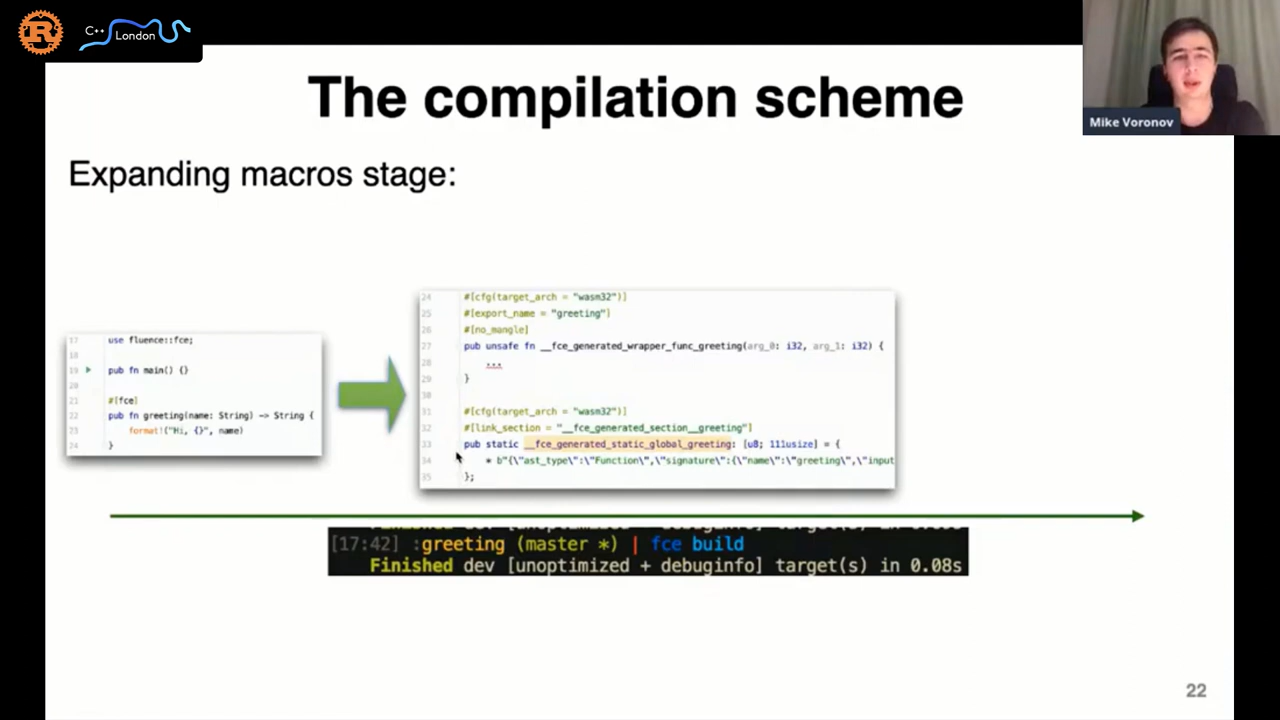 C++
London
The compilation scheme
Mike Voronov
Expanding macros stage:
17 use fluence::fce;
18
19 pub fn main() {}
20
21 #[fce]
22 pub fn greeting(name: String) -> String {
23 format!("Hi, {}", name)
24 }
24 #[cfg(target_arch = "wasm32")]
25 #[export_name = "greeting"]
26 #[no_mangle]
27 pub unsafe fn __fce_generated_wrapper_func_greeting(arg_0: i32, arg_1: i32) {
28 ...
29 }
30
31 #[cfg(target_arch = "wasm32")]
32 #[link_section = "__fce_generated_section__greeting"]
33 pub static __fce_generated_static_global_greeting: [u8; 111usize] = {
34 * b"{\"ast_type\":\"Function\",\"signature\":{\"name\":\"greeting\",\"input
35 };
[17:42] :greeting (master *) | fce build
Finished dev [unoptimized + debuginfo] target(s) in 0.08s
22